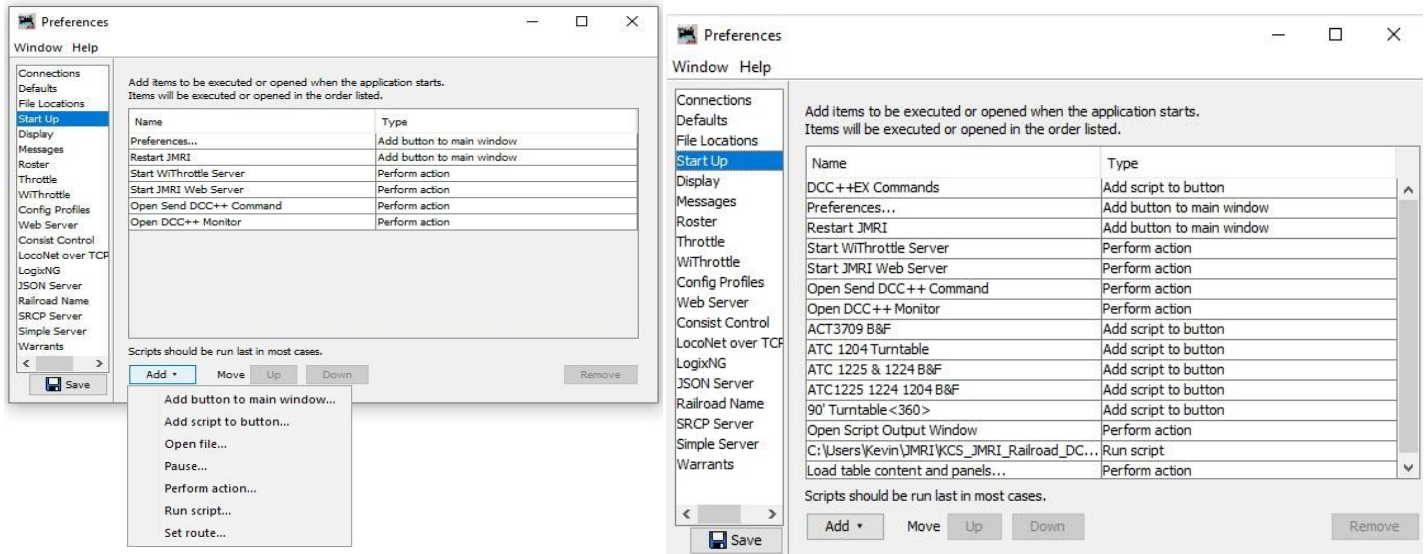 Preferences
Window Help
Connections
Defaults
File Locations
Start Up
Display
Messages
Roster
Throttle
WiThrottle
Config Profiles
Web Server
Consist Control
LocoNet over TCP
LogixNG
JSON Server
Railroad Name
SRCP Server
Simple Server
Warrants
Save
Add items to be executed or opened when the application starts.
Items will be executed or opened in the order listed.
Name Type
Preferences... Add button to main window
Restart JMRI Add button to main window
Start WiThrottle Server Perform action
Start JMRI Web Server Perform action
Open Send DCC++ Command Perform action
Open DCC++ Monitor Perform action
Scripts should be run last in most cases.
Add Move Up Down Remove
Add button to main window...
Add script to button...
Open file...
Pause...
Perform action...
Run script...
Set route...
Preferences
Window Help
Connections
Defaults
File Locations
Start Up
Display
Messages
Roster
Throttle
WiThrottle
Config Profiles
Web Server
Consist Control
LocoNet over TCP
LogixNG
JSON Server
Railroad Name
SRCP Server
Simple Server
Warrants
Save
Add items to be executed or opened when the application starts.
Items will be executed or opened in the order listed.
Name Type
DCC++EX Commands Add script to button
Preferences... Add button to main window
Restart JMRI Add button to main window
Start WiThrottle Server Perform action
Start JMRI Web Server Perform action
Open Send DCC++ Command Perform action
Open DCC++ Monitor Perform action
ACT3709 B&F Add script to button
ATC 1204 Turntable Add script to button
ATC 1225 & 1224 B&F Add script to button
ATC1225 1224 1204 B&F Add script to button
90' Turntable<360> Add script to button
Open Script Output Window Perform action
C:\Users\Kevin\JMRI\KCS_JMRI_Railroad_DC... Run script
Load table content and panels... Perform action
Scripts should be run last in most cases.
Add Move Up Down Remove